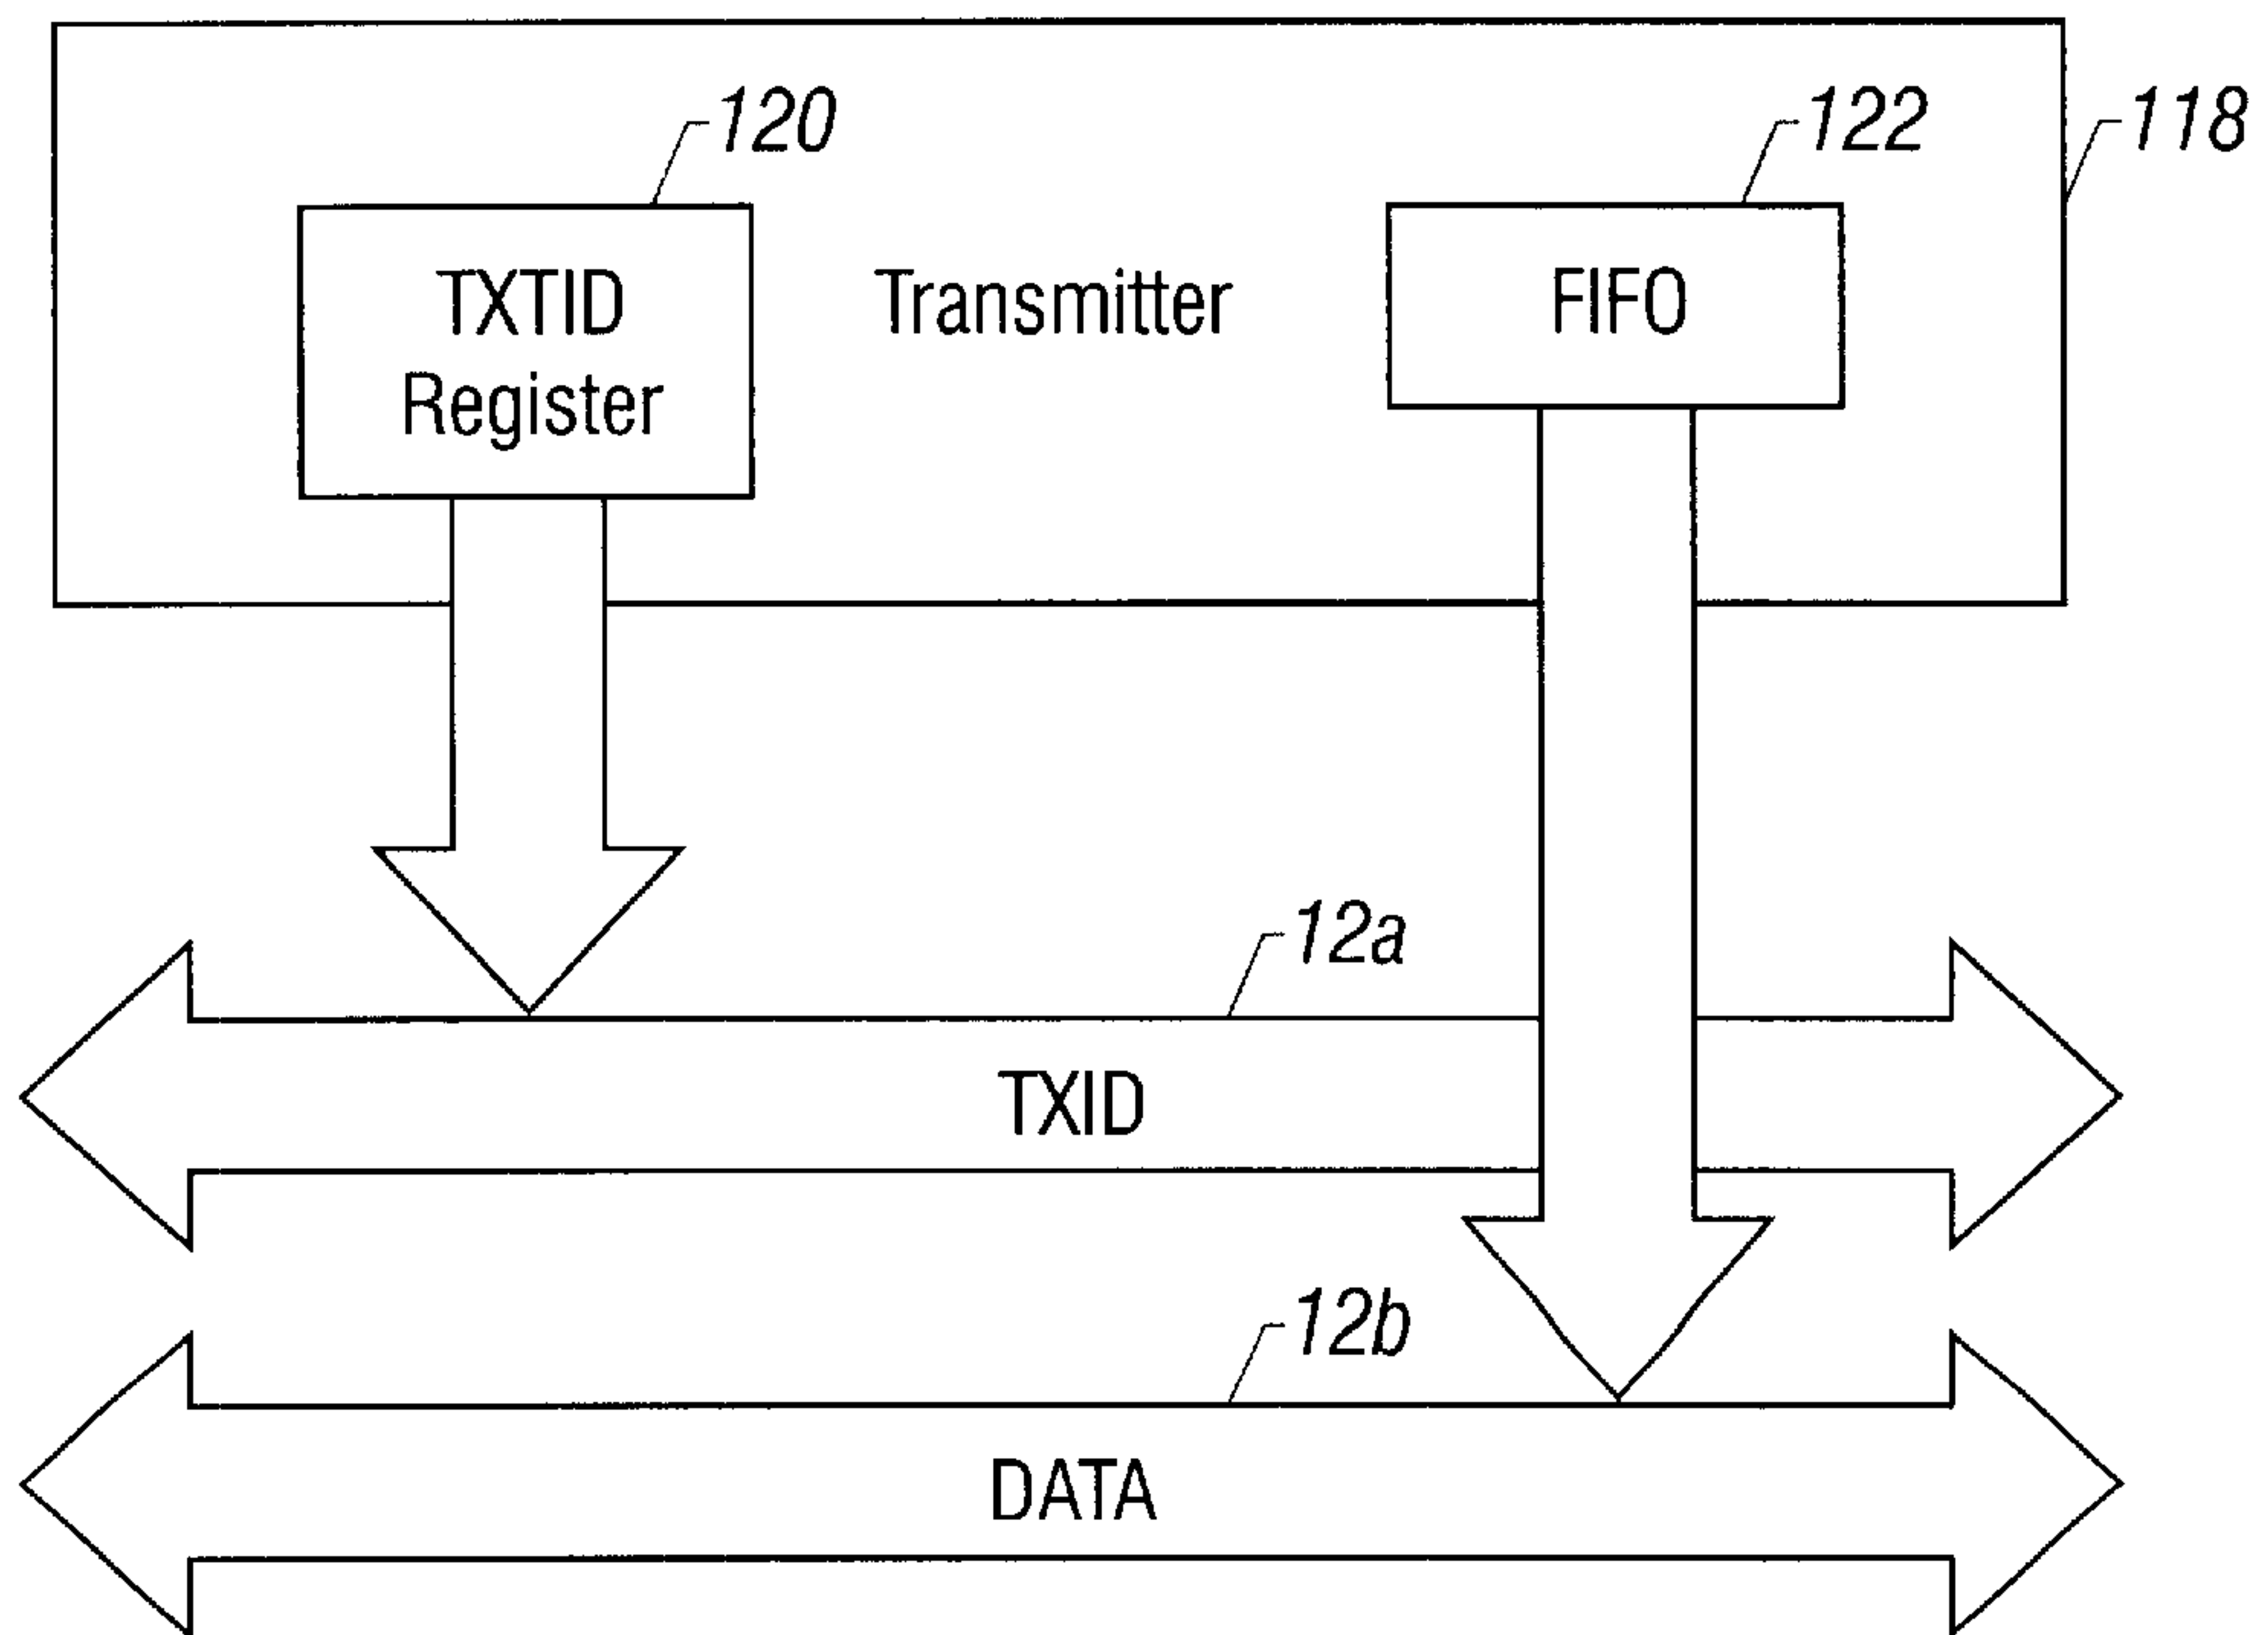 120
122
118
TXTID
Register
Transmitter
FIFO
12a
TXID
12b
DATA